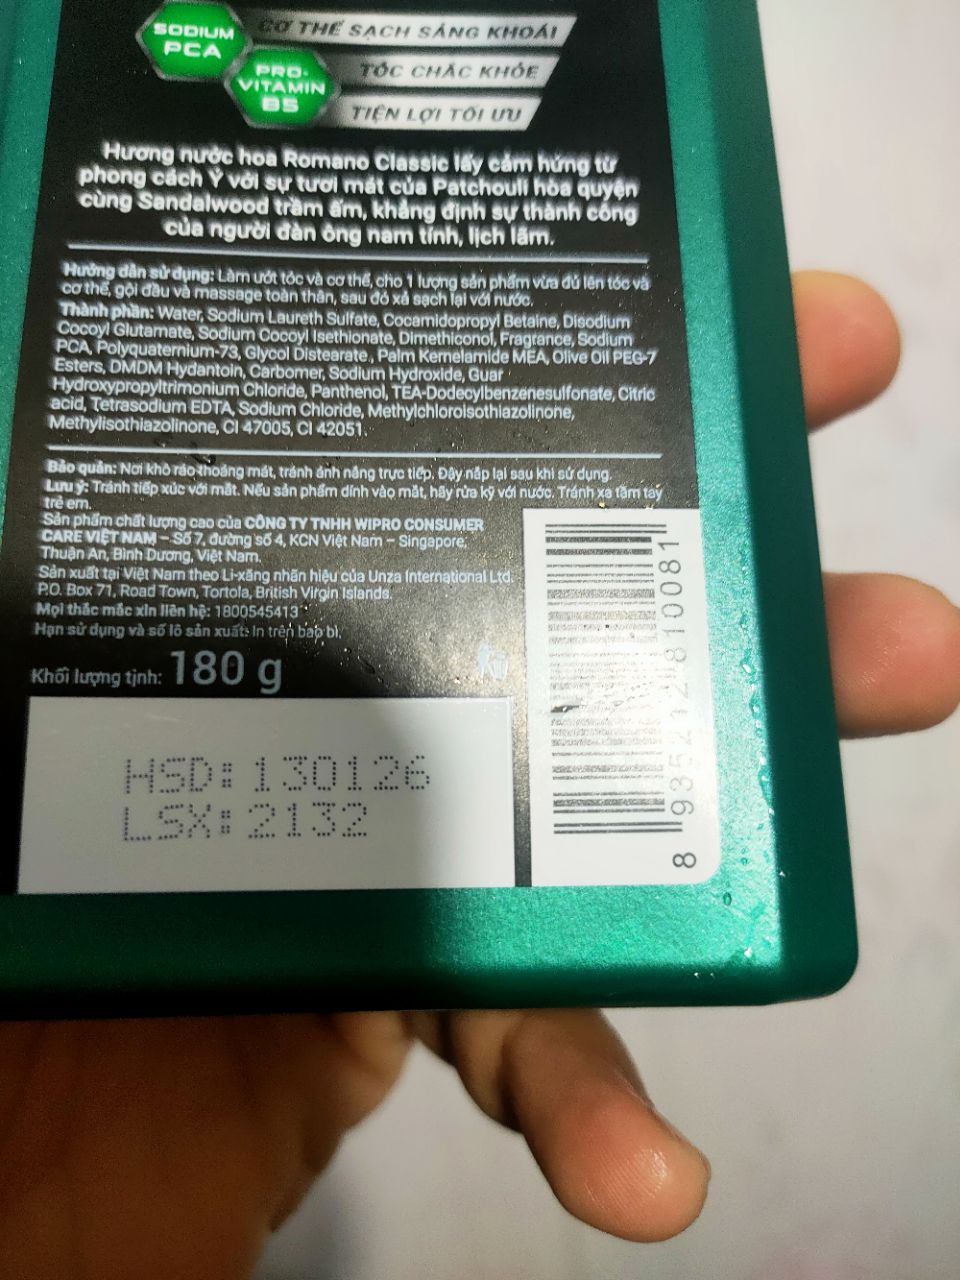 SODIUM
PCA
CƠ THỂ SẠCH SẢNG KHOÁI
PRO-
VITAMIN
B5
TÓC CHẮC KHỎE
TIỆN LỢI TỐI ƯU
Hương nước hoa Romano Classic lấy cảm hứng từ
phong cách Ý với sự tươi mát của Patchouli hòa quyện
cùng Sandalwood trầm ấm, khẳng định sự thành công
của người đàn ông nam tính, lịch lãm.
Hướng dẫn sử dụng: Làm ướt tóc và cơ thể, cho 1 lượng sản phẩm vừa đủ lên tóc và
cơ thể, gội đầu và massage toàn thân, sau đó xả sạch lại với nước.
Thành phần: Water, Sodium Laureth Sulfate, Cocamidopropyl Betaine, Disodium
Cocoyl Glutamate, Sodium Cocoyl Isethionate, Dimethiconol, Fragrance, Sodium
PCA, Polyquaternium-73, Glycol Distearate, Palm Kernelamide MEA, Olive Oil PEG-7
Esters, DMDM Hydantoin, Carbomer, Sodium Hydroxide, Guar
Hydroxypropyltrimonium Chloride, Panthenol, TEA-Dodecylbenzenesulfonate, Citric
acid, Tetrasodium EDTA, Sodium Chloride, Methylchloroisothiazolinone,
Methylisothiazolinone, CI 47005, CI 42051.
Bảo quản: Nơi khô ráo thoáng mát, tránh ánh nắng trực tiếp. Đậy nắp lại sau khi sử dụng.
Lưu ý: Tránh tiếp xúc với mắt. Nếu sản phẩm dính vào mắt, hãy rửa kỹ với nước. Tránh xa tầm tay
trẻ em.
Sản phẩm chất lượng cao của CÔNG TY TNHH WIPRO CONSUMER
CARE VIỆT NAM – Số 7, đường số 4, KCN Việt Nam – Singapore,
Thuận An, Bình Dương, Việt Nam.
Sản xuất tại Việt Nam theo Li-xăng nhãn hiệu của Unza International Ltd.
P.O. Box 71, Road Town, Tortola, British Virgin Islands.
Mọi thắc mắc xin liên hệ: 1800545413
Hạn sử dụng và số lô sản xuất: In trên bao bì.
Khối lượng tịnh: 180 g
HSD: 130126
LSX: 2132